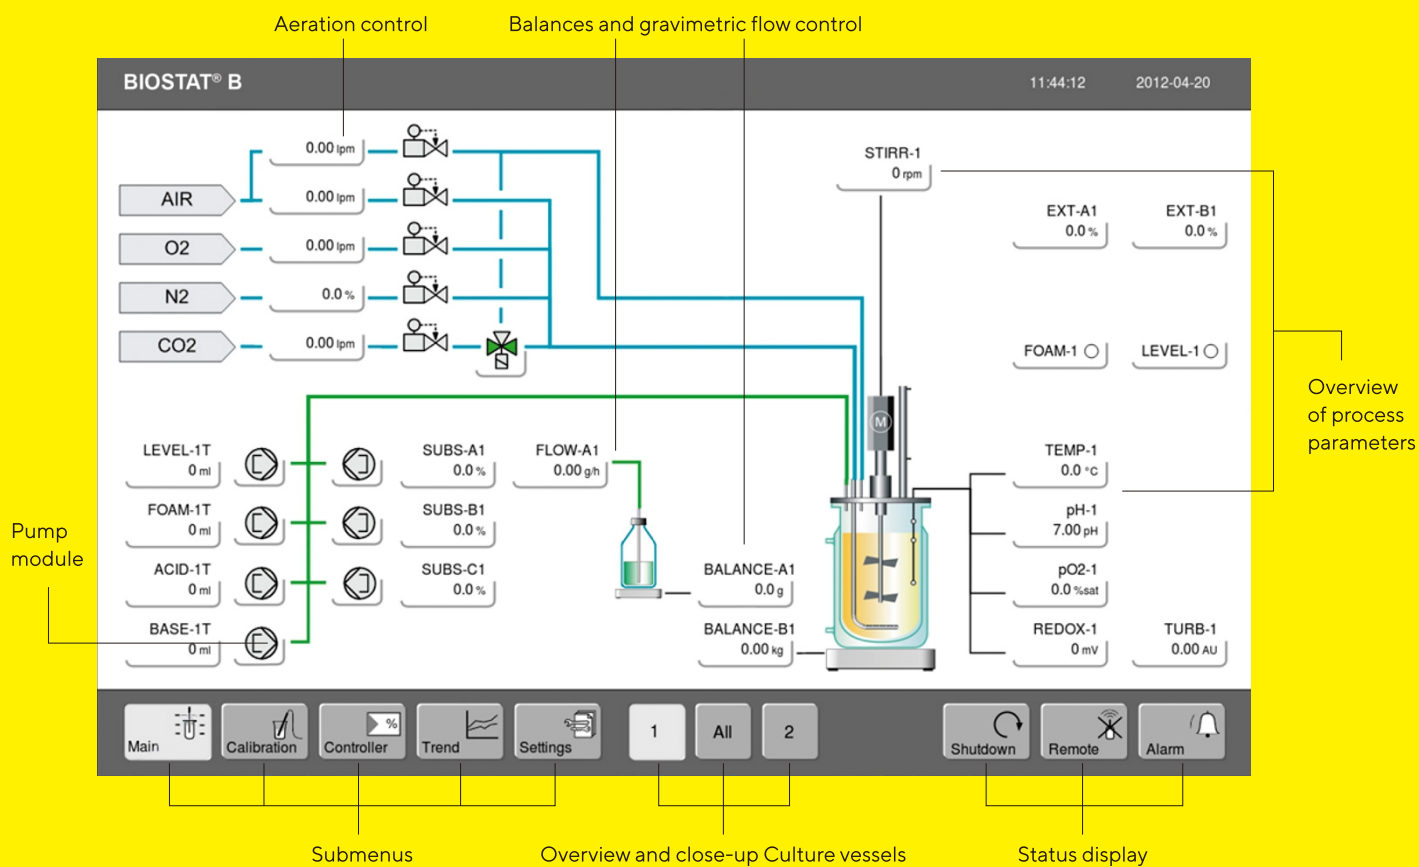 Aeration control
Balances and gravimetric flow control
BIOSTAT® B
11:44:12
2012-04-20
0.00 lpm
STIRR-1
0 rpm
AIR
0.00 lpm
EXT-A1
0.0 %
EXT-B1
0.0 %
O2
0.00 lpm
N2
0.0 %
CO2
0.00 lpm
FOAM-1
LEVEL-1
Overview
of process
parameters
M
LEVEL-1T
0 ml
SUBS-A1
0.0 %
FLOW-A1
0.00 g/h
TEMP-1
0.0 °C
FOAM-1T
0 ml
SUBS-B1
0.0 %
pH-1
7.00 pH
Pump
module
ACID-1T
0 ml
SUBS-C1
0.0 %
BALANCE-A1
0.0 g
pO2-1
0.0 %sat
BASE-1T
0 ml
BALANCE-B1
0.00 kg
REDOX-1
0 mV
TURB-1
0.00 AU
Main
Calibration
%
Controller
Trend
Settings
1
All
2
Shutdown
Remote
Alarm
Submenus
Overview and close-up Culture vessels
Status display